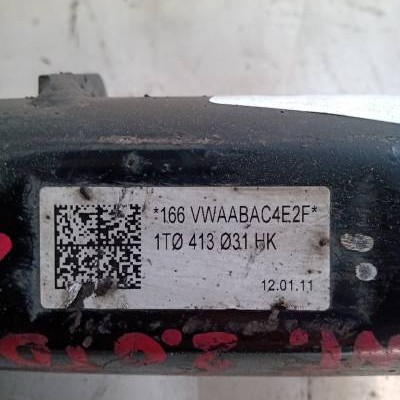 *166 VWAABAC4E2F*
1TØ 413 Ø31 HK
12.01.11